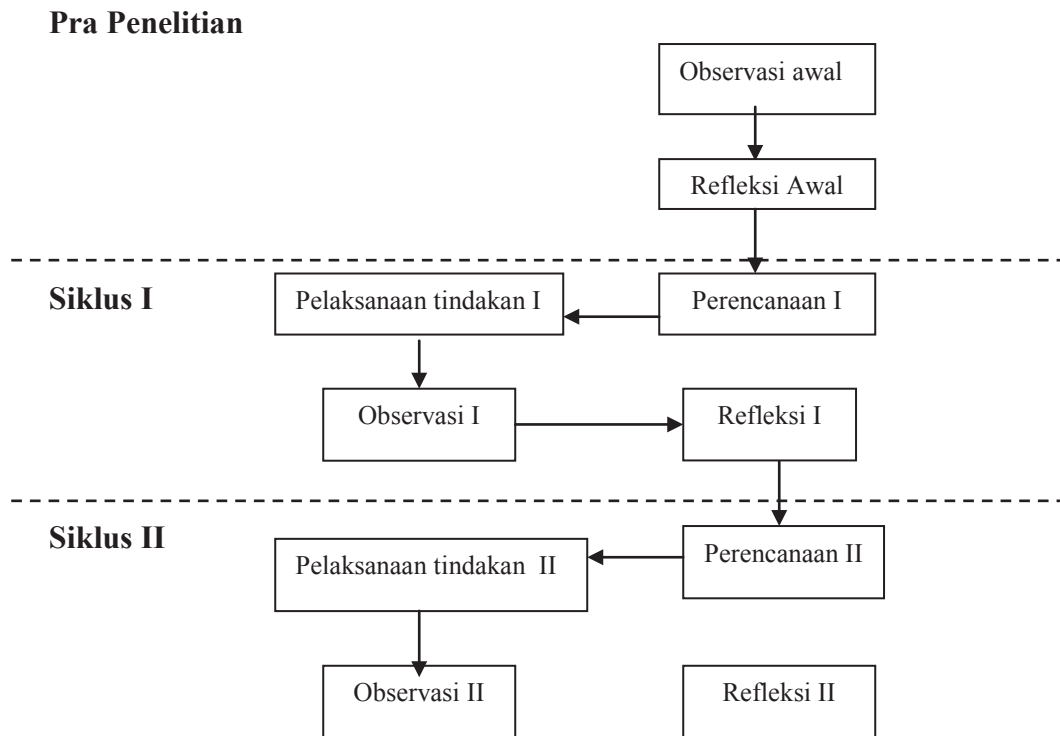 Pra Penelitian
Observasi awal
Refleksi Awal
Siklus I
Pelaksanaan tindakan I
Perencanaan I
Observasi I
Refleksi I
Siklus II
Pelaksanaan tindakan  II
Perencanaan II
Observasi II
Refleksi II